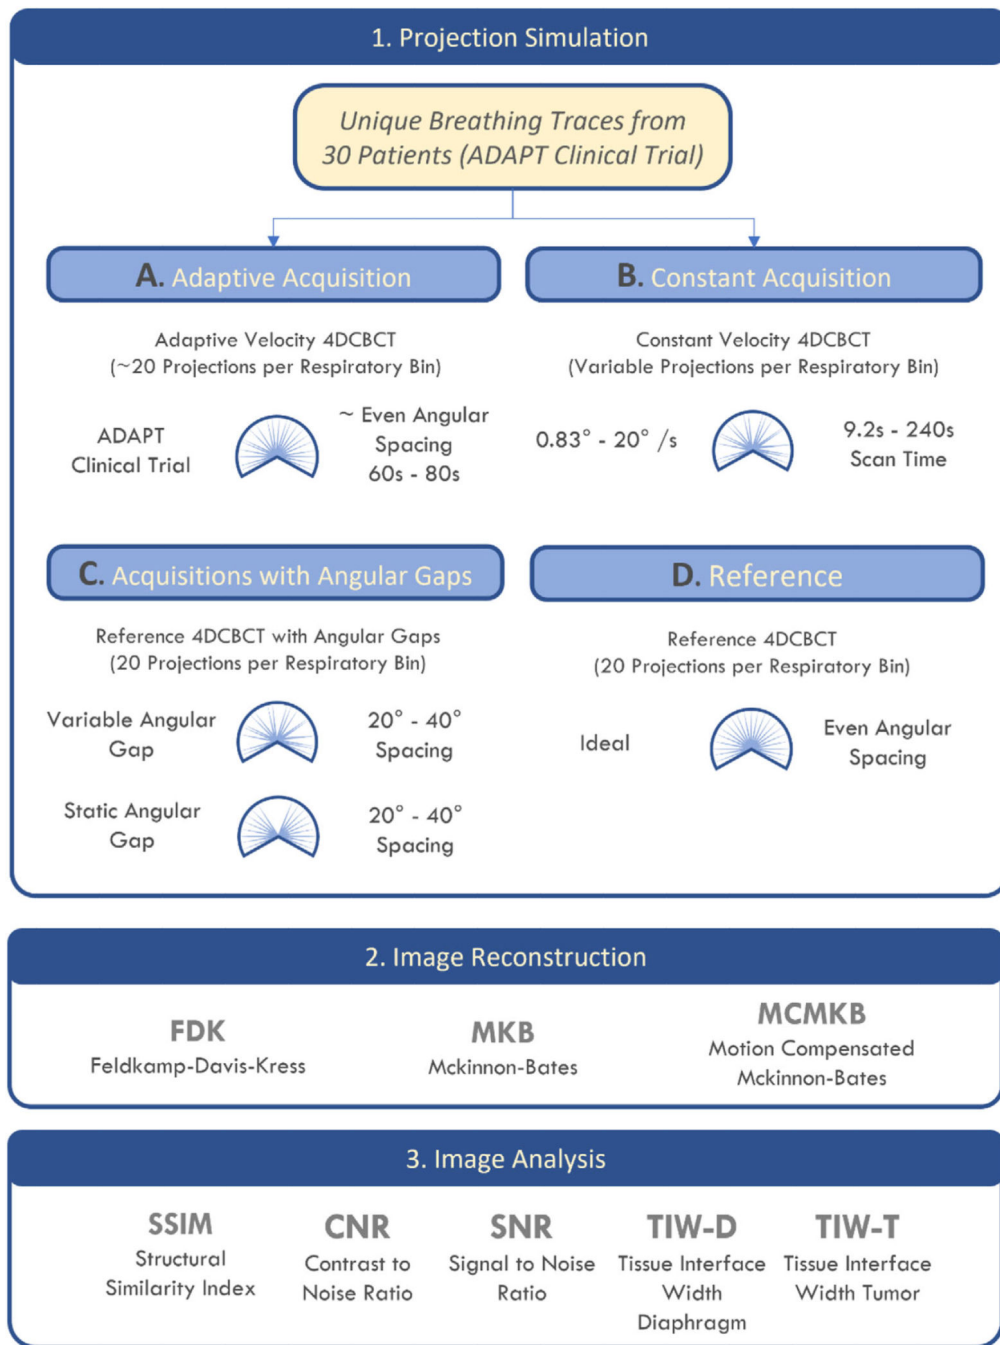 1. Projection Simulation
Unique Breathing Traces from
30 Patients (ADAPT Clinical Trial)
A. Adaptive Acquisition
Adaptive Velocity 4DCBCT
(~20 Projections per Respiratory Bin)
ADAPT
Clinical Trial
~ Even Angular
Spacing
60s - 80s
B. Constant Acquisition
Constant Velocity 4DCBCT
(Variable Projections per Respiratory Bin)
0.83° - 20° /s
9.2s - 240s
Scan Time
C. Acquisitions with Angular Gaps
Reference 4DCBCT with Angular Gaps
(20 Projections per Respiratory Bin)
Variable Angular
Gap
20° - 40°
Spacing
Static Angular
Gap
20° - 40°
Spacing
D. Reference
Reference 4DCBCT
(20 Projections per Respiratory Bin)
Ideal
Even Angular
Spacing
2. Image Reconstruction
FDK
Feldkamp-Davis-Kress
MKB
Mckinnon-Bates
MCMKB
Motion Compensated
Mckinnon-Bates
3. Image Analysis
SSIM
Structural
Similarity Index
CNR
Contrast to
Noise Ratio
SNR
Signal to Noise
Ratio
TIW-D
Tissue Interface
Width
Diaphragm
TIW-T
Tissue Interface
Width Tumor